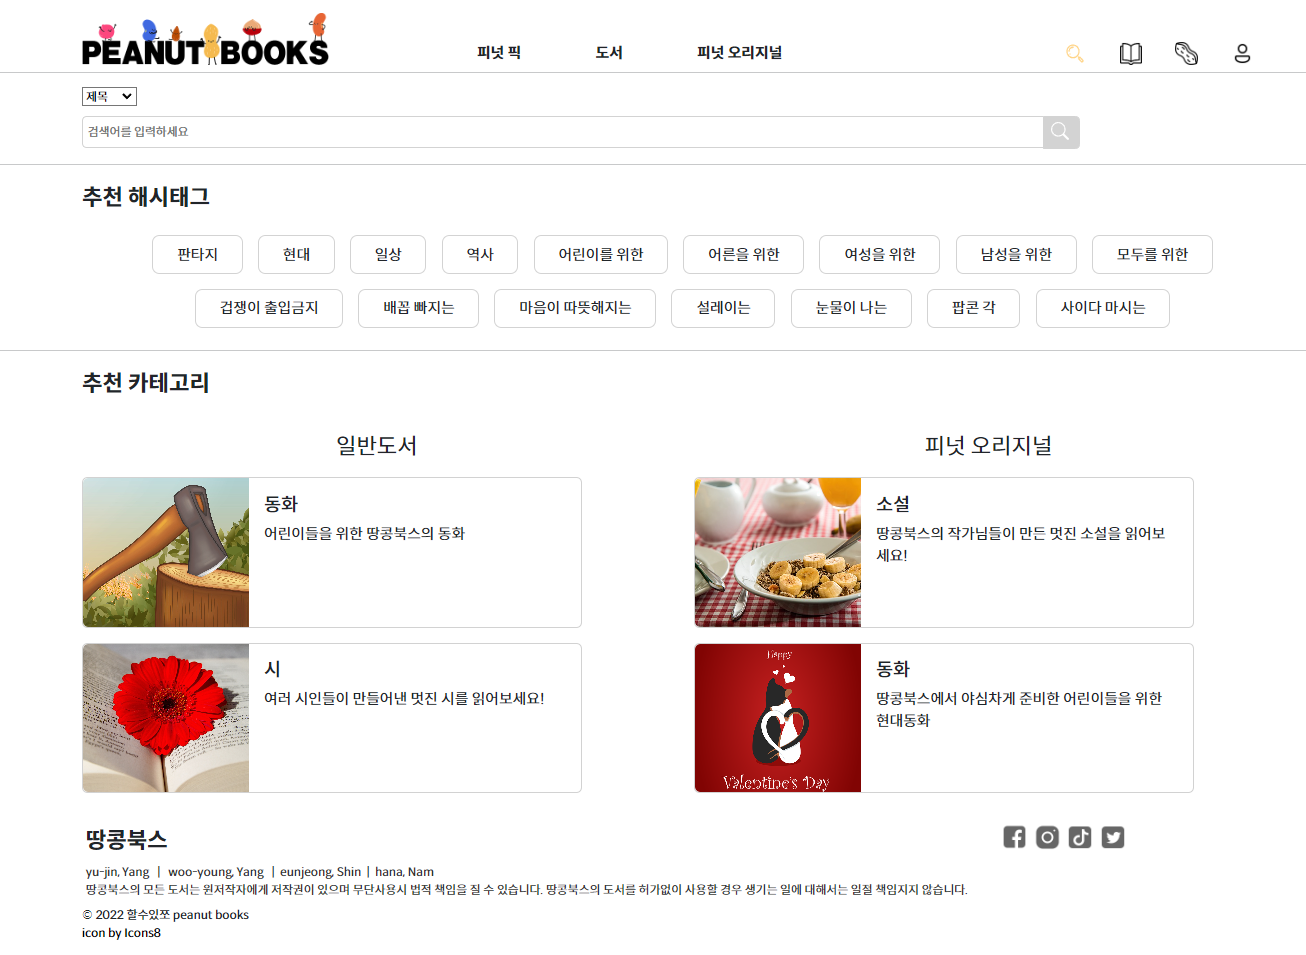 PEANUT BOOKS
피넛 픽
도서
피넛 오리지널
제목
검색어를 입력하세요
추천 해시태그
판타지
현대
일상
역사
어린이를 위한
어른을 위한
여성을 위한
남성을 위한
모두를 위한
겁쟁이 출입금지
배꼽 빠지는
마음이 따뜻해지는
설레이는
눈물이 나는
팝콘 각
사이다 마시는
추천 카테고리
일반도서
피넛 오리지널
동화
어린이들을 위한 땅콩북스의 동화
소설
땅콩북스의 작가님들이 만든 멋진 소설을 읽어보
세요!
시
여러 시인들이 만들어낸 멋진 시를 읽어보세요!
Happy
Valentine's Day
동화
땅콩북스에서 야심차게 준비한 어린이들을 위한
현대동화
땅콩북스
yu-jin, Yang | woo-young, Yang | eunjeong, Shin | hana, Nam
땅콩북스의 모든 도서는 원저작자에게 저작권이 있으며 무단사용시 법적 책임을 질 수 있습니다. 땅콩북스의 도서를 허가없이 사용할 경우 생기는 일에 대해서는 일절 책임지지 않습니다.
© 2022 할수있쪼 peanut books
icon by Icons8